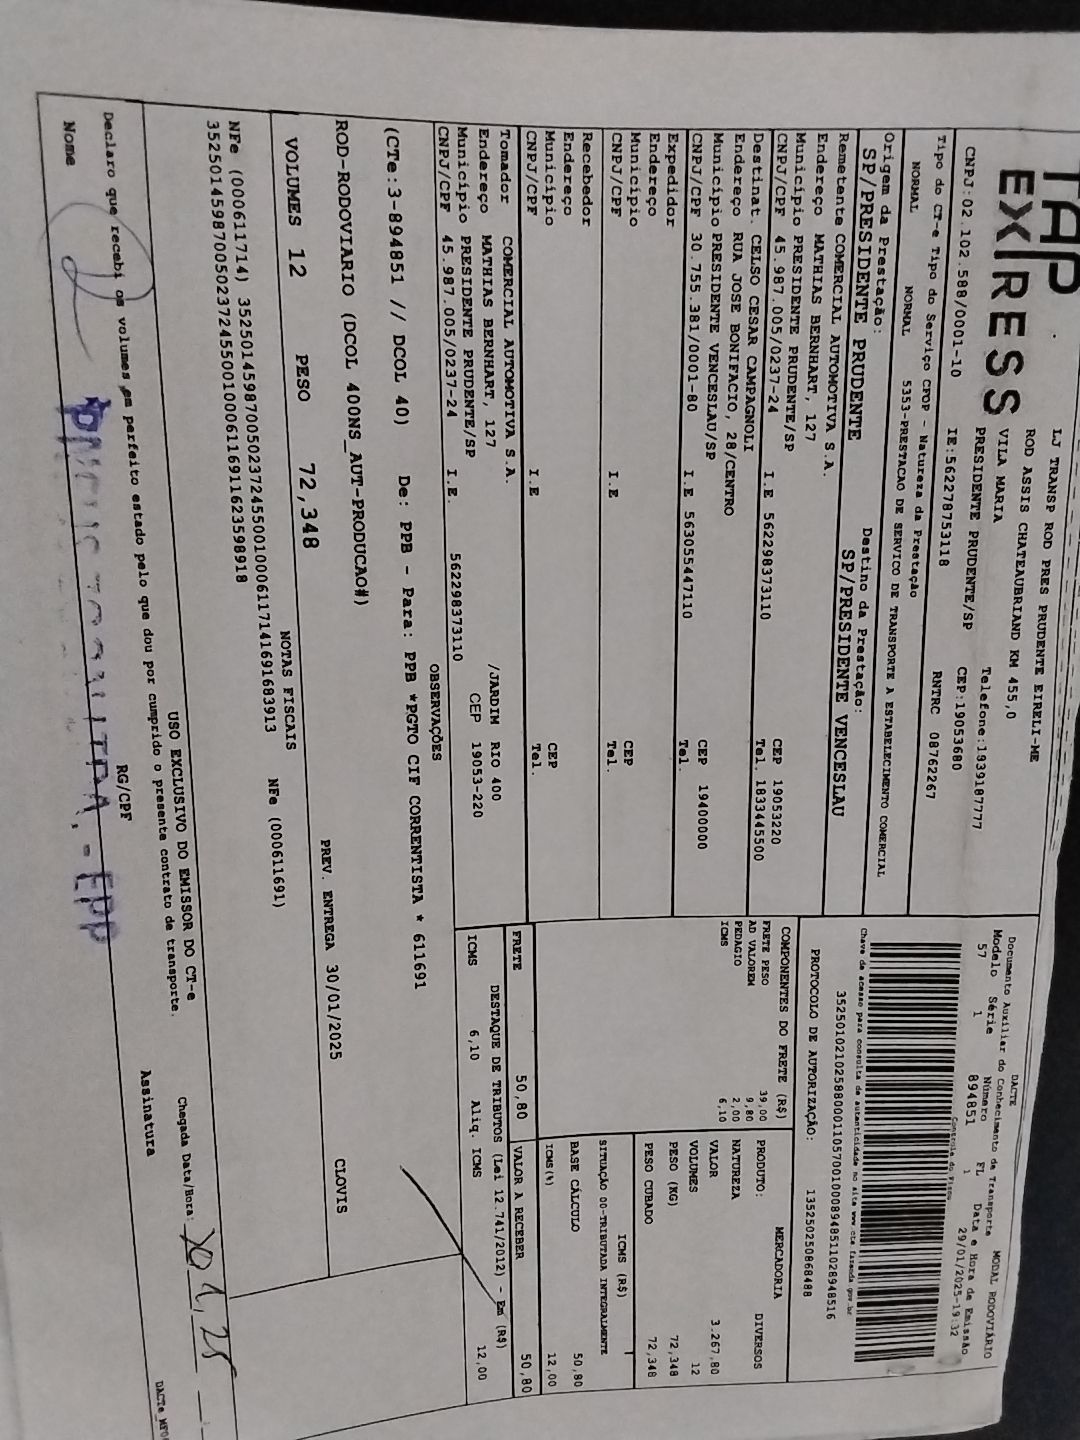 TAP
EXPRESS
LJ TRANSP ROD PRES PRUDENTE EIRELI-ME
ROD ASSIS CHATEAUBRIAND KM 455,0
VILA MARIA
PRESIDENTE PRUDENTE/SP
Telefone:1839187777
CEP:19053680
CNPJ:02.102.588/0001-10 IE:562278753118 RNTRC 08762267
Tipo do CT-e Tipo do Serviço CFOP - Natureza da Prestação
NORMAL NORMAL 5353-PRESTACAO DE SERVICO DE TRANSPORTE A ESTABELECIMENTO COMERCIAL
Origem da Prestação: Destino da Prestação:
SP/PRESIDENTE PRUDENTE SP/PRESIDENTE VENCESLAU
DACTE MODAL RODOVIÁRIO
Documento Auxiliar do Conhecimento de Transporte
Modelo Série Número FL Data e Hora de Emissão
57 1 894851 1 29/01/2025-19:32
Controle do Fisco
Chave de acesso para consulta de autenticidade no site www.cte.fazenda.gov.br
35250102102588000110570010008948511028948516
PROTOCOLO DE AUTORIZAÇÃO: 135250250868488
Remetente COMERCIAL AUTOMOTIVA S.A.
Endereço MATHIAS BERNHART, 127
Município PRESIDENTE PRUDENTE/SP CEP 19053220
CNPJ/CPF 45.987.005/0237-24 I.E 562298373110 Tel. 1833445500
Destinat. CELSO CESAR CAMPAGNOLI
Endereço RUA JOSE BONIFACIO, 28/CENTRO
Município PRESIDENTE VENCESLAU/SP CEP 19400000
CNPJ/CPF 30.755.381/0001-80 I.E 563055447110 Tel.
Expedidor
Endereço
Município CEP
CNPJ/CPF I.E Tel.
Recebedor
Endereço
Município CEP
CNPJ/CPF I.E Tel.
Tomador COMERCIAL AUTOMOTIVA S.A.
Endereço MATHIAS BERNHART, 127 /JARDIM RIO 400
Município PRESIDENTE PRUDENTE/SP CEP 19053-220
CNPJ/CPF 45.987.005/0237-24 I.E. 562298373110
COMPONENTES DO FRETE (R$)
FRETE PESO 39,00
AD VALOREM 9,80
PEDAGIO 2,00
ICMS 6,10
PRODUTO: MERCADORIA
NATUREZA DIVERSOS
VALOR 3.267,80
VOLUMES 12
PESO (KG) 72,348
PESO CUBADO 72,348
ICMS (R$)
SITUAÇÃO 00-TRIBUTADA INTEGRALMENTE
BASE CÁLCULO 50,80
ICMS(%) 12,00
FRETE 50,80 VALOR A RECEBER 50,80
DESTAQUE DE TRIBUTOS (Lei 12.741/2012) - Em (R$)
ICMS 6,10 Aliq. ICMS 12,00
OBSERVAÇÕES
(CTe:3-894851 // DCOL 40) De: PPB - Para: PPB *PGTO CIF CORRENTISTA * 611691
ROD-RODOVIARIO (DCOL 400NS_AUT-PRODUCAO#)
PREV. ENTREGA 30/01/2025 CLOVIS
VOLUMES 12 PESO 72,348
NOTAS FISCAIS
NFe (000611714) 35250145987005023724550010006117141691683913 NFe (000611691)
35250145987005023724550010006116911623598918
USO EXCLUSIVO DO EMISSOR DO CT-e
Declaro que recebi os volumes em perfeito estado pelo que dou por cumprido o presente contrato de transporte.
Chegada Data/Hora:
Nome RG/CPF Assinatura
LTDA. - EPP